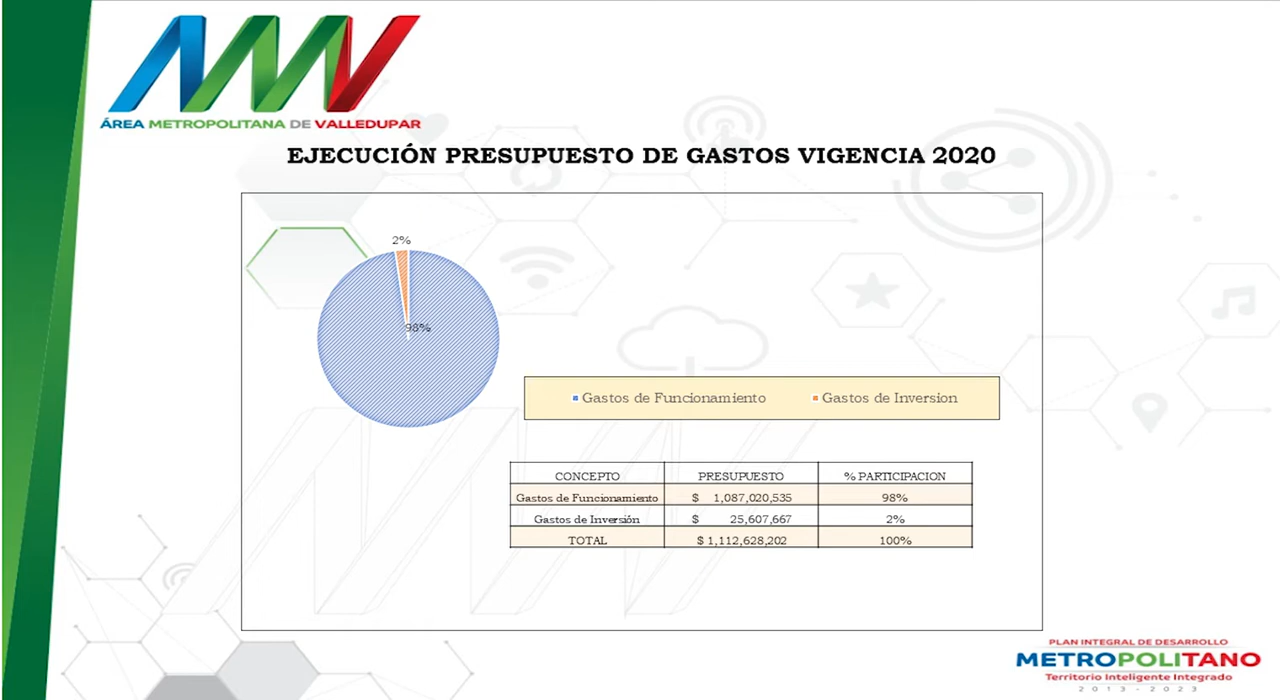 ÁREA METROPOLITANA DE VALLEDUPAR
EJECUCIÓN PRESUPUESTO DE GASTOS VIGENCIA 2020
2%
98%
Gastos de Funcionamiento Gastos de Inversion
CONCEPTO PRESUPUESTO % PARTICIPACION
Gastos de Funcionamiento $ 1,087,020,535 98%
Gastos de Inversión $ 25,607,667 2%
TOTAL $ 1,112,628,202 100%
PLAN INTEGRAL DE DESARROLLO
METROPOLITANO
Territorio Inteligente Integrado
2013-2023